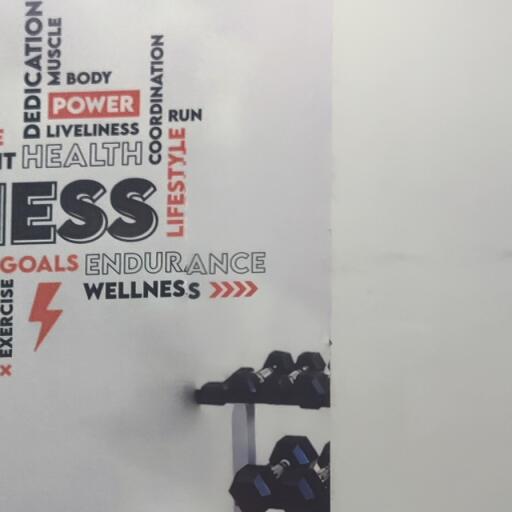 DEDICATION
MUSCLE
BODY
POWER
COORDINATION
LIVELINESS
RUN
HEALTH
LIFESTYLE
ESS
GOALS
ENDURANCE
WELLNESS
EXERCISE